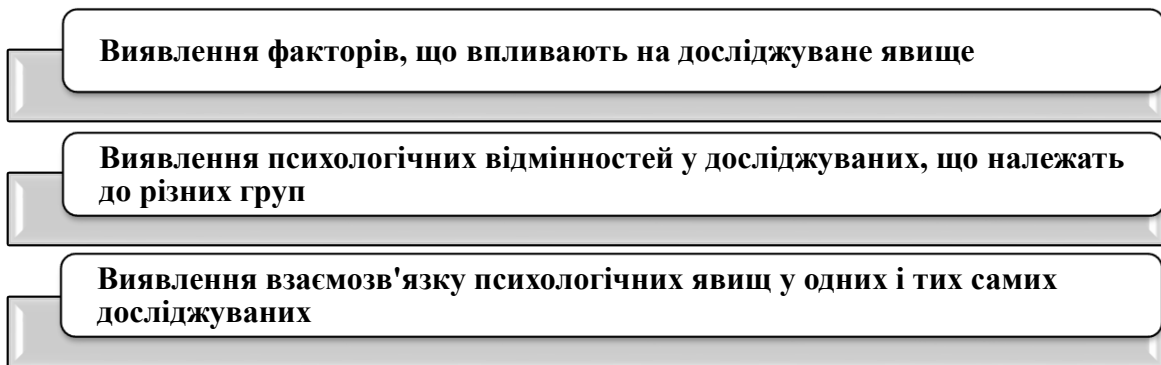 Виявлення факторів, що впливають на досліджуване явище
Виявлення психологічних відмінностей у досліджуваних, що належать
до різних груп
Виявлення взаємозв'язку психологічних явищ у одних і тих самих
досліджуваних